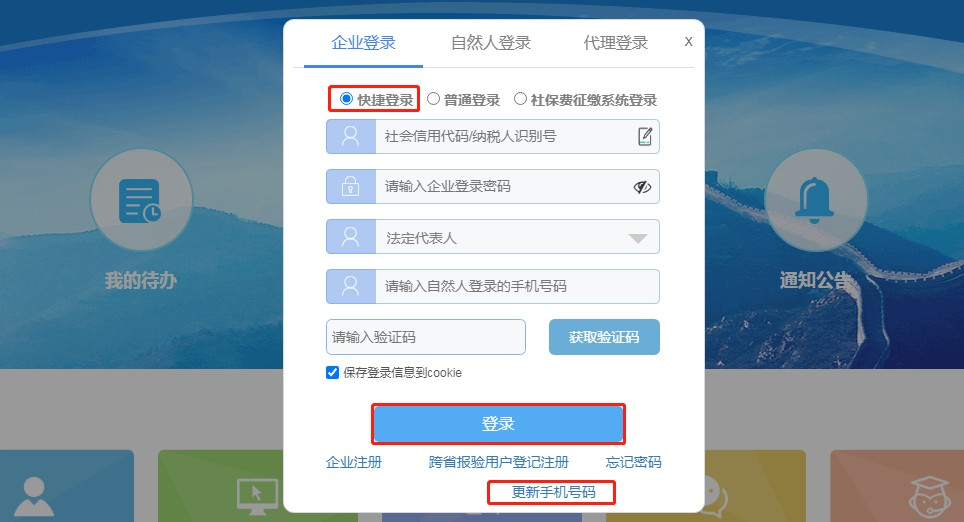 企业登录 自然人登录 代理登录 X
快捷登录 普通登录 社保费征缴系统登录
社会信用代码/纳税人识别号
请输入企业登录密码
法定代表人
请输入自然人登录的手机号码
请输入验证码 获取验证码
保存登录信息到cookie
登录
企业注册 跨省报验用户登记注册 忘记密码
更新手机号码
我的待办
通知公告